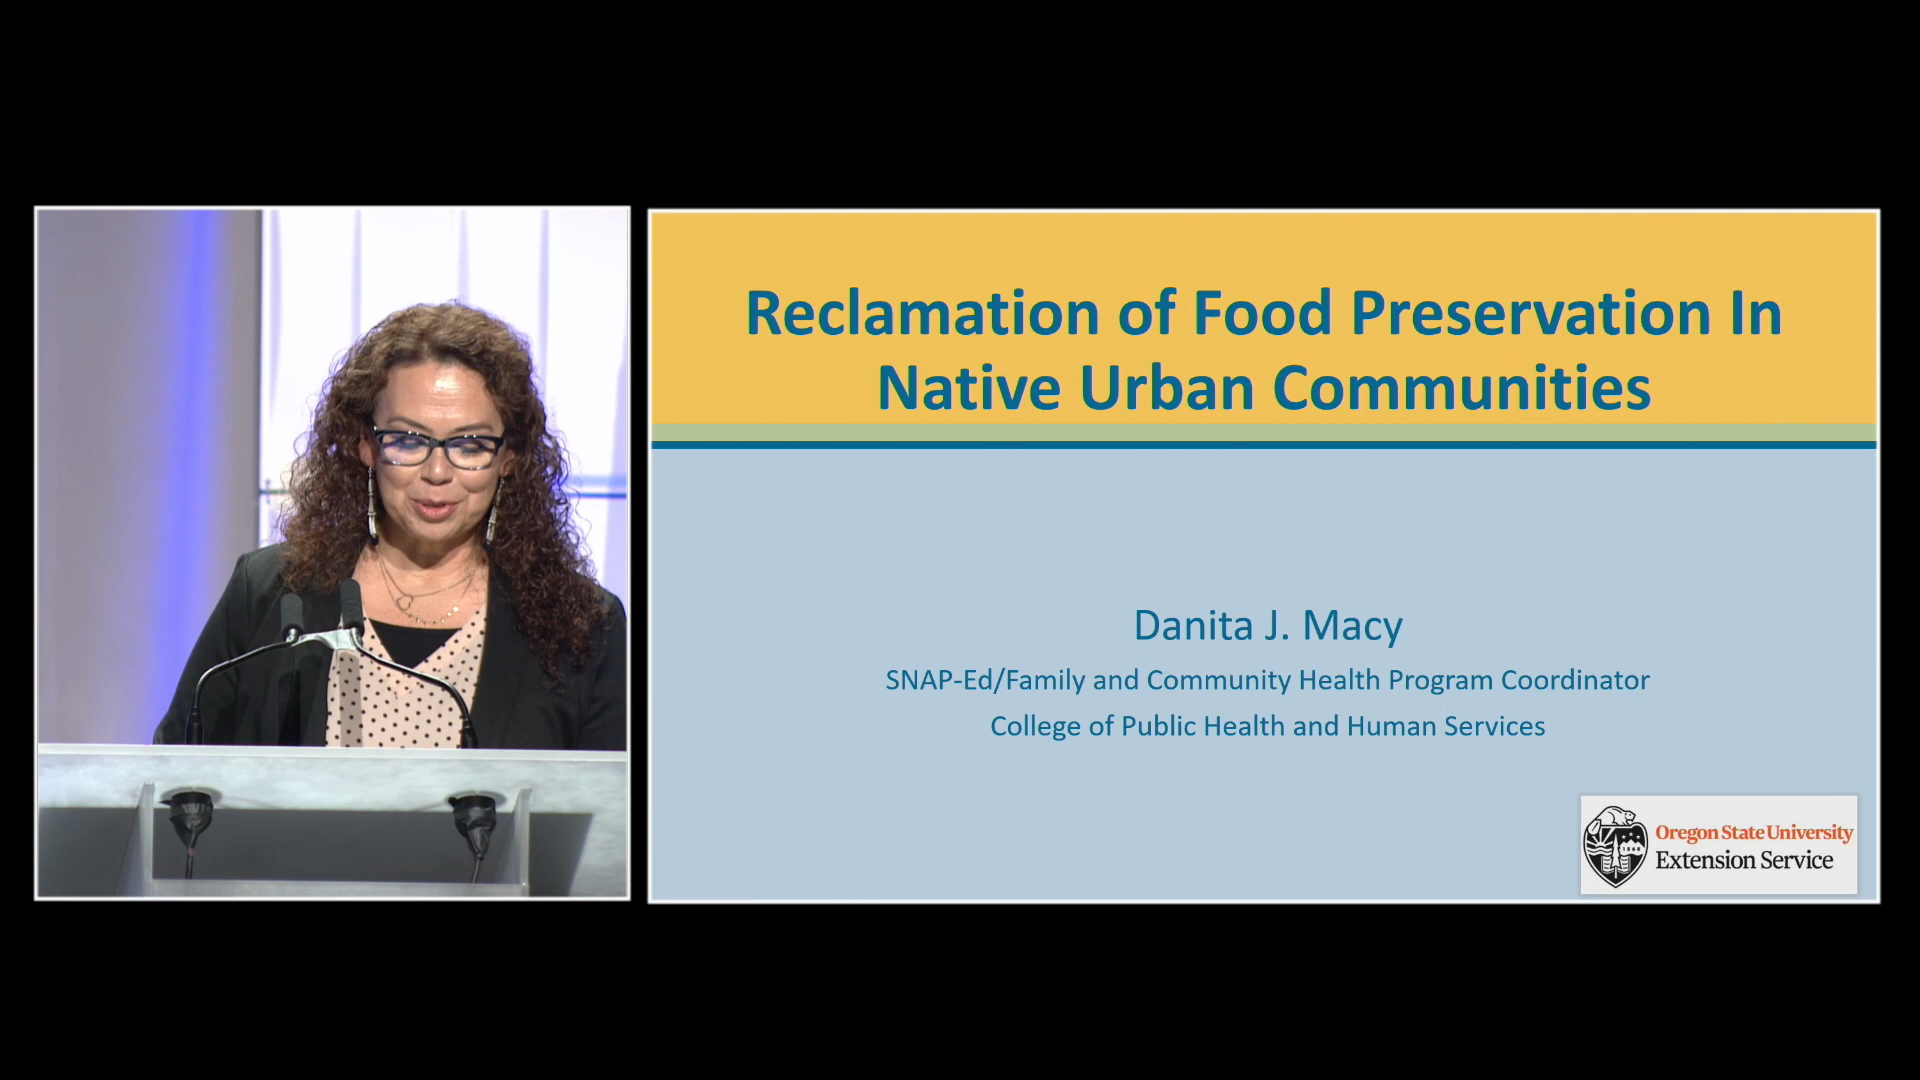 Reclamation of Food Preservation In
Native Urban Communities
Danita J. Macy
SNAP-Ed/Family and Community Health Program Coordinator
College of Public Health and Human Services
Oregon State University
Extension Service
1868